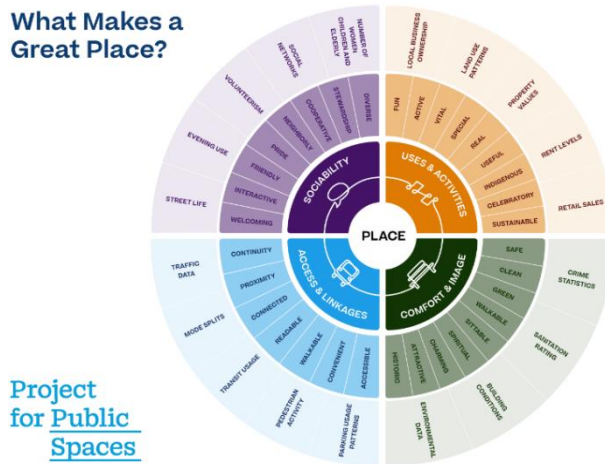 What Makes a
Great Place?
PLACE
SOCIABILITY
DIVERSE
STEWARDSHIP
COOPERATIVE
NEIGHBORLY
PRIDE
FRIENDLY
INTERACTIVE
WELCOMING
NUMBER OF
WOMEN
CHILDREN AND
ELDERLY
SOCIAL
NETWORKS
VOLUNTEERISM
EVENING USE
STREET LIFE
USES & ACTIVITIES
FUN
ACTIVE
VITAL
SPECIAL
REAL
USEFUL
INDIGENOUS
CELEBRATORY
SUSTAINABLE
LOCAL BUSINESS
OWNERSHIP
LAND USE
PATTERNS
PROPERTY
VALUES
RENT LEVELS
RETAIL SALES
COMFORT & IMAGE
SAFE
CLEAN
GREEN
WALKABLE
SITTABLE
SPIRITUAL
CHARMING
ATTRACTIVE
HISTORIC
CRIME
STATISTICS
SANITATION
RATING
BUILDING
CONDITIONS
ENVIRONMENTAL
DATA
ACCESS & LINKAGES
CONTINUITY
PROXIMITY
CONNECTED
READABLE
WALKABLE
CONVENIENT
ACCESSIBLE
TRAFFIC
DATA
MODE SPLITS
TRANSIT USAGE
PEDESTRIAN
ACTIVITY
PARKING USAGE
PATTERNS
Project
for Public
Spaces